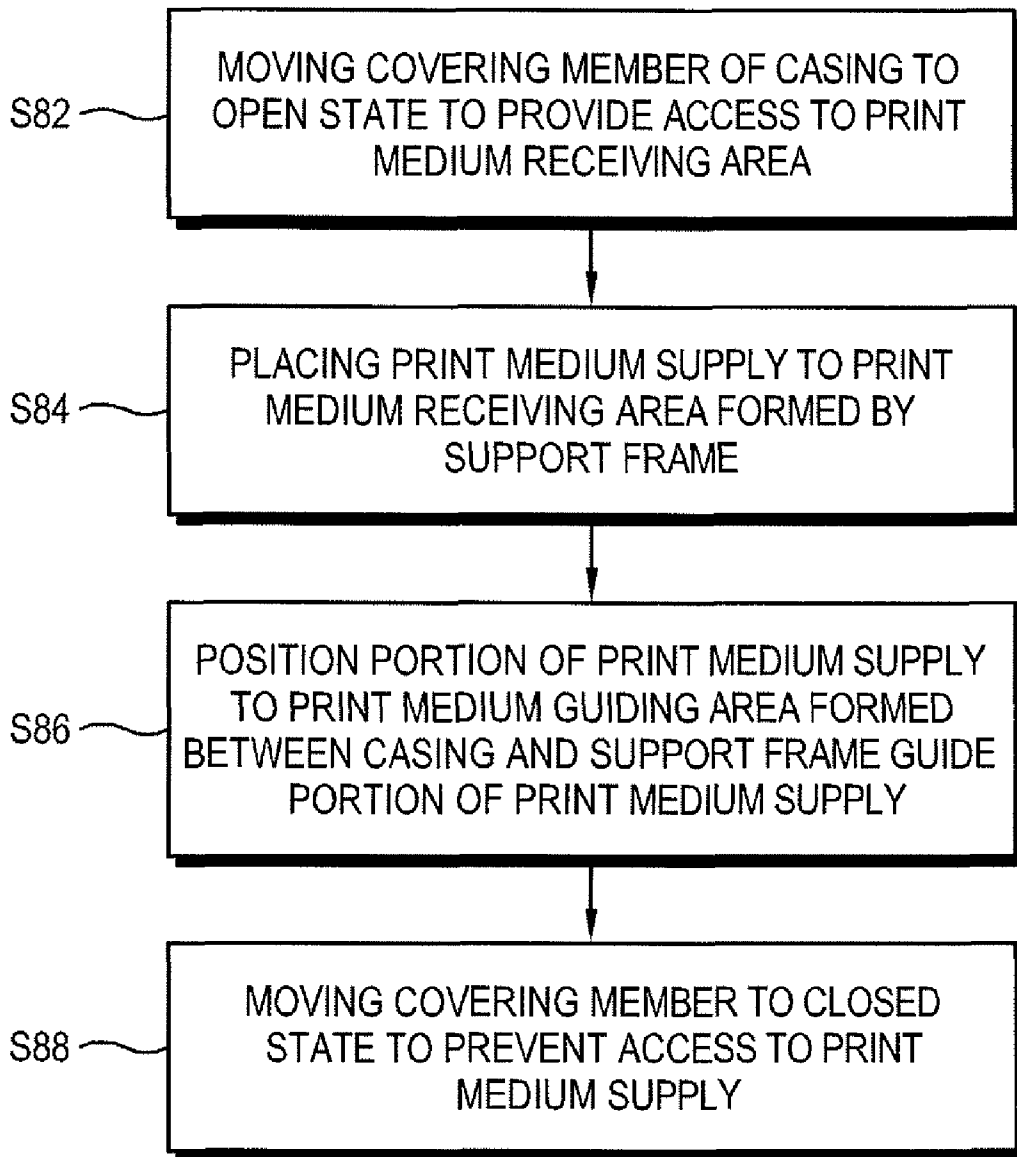 S82
MOVING COVERING MEMBER OF CASING TO
OPEN STATE TO PROVIDE ACCESS TO PRINT
MEDIUM RECEIVING AREA
S84
PLACING PRINT MEDIUM SUPPLY TO PRINT
MEDIUM RECEIVING AREA FORMED BY
SUPPORT FRAME
S86
POSITION PORTION OF PRINT MEDIUM SUPPLY
TO PRINT MEDIUM GUIDING AREA FORMED
BETWEEN CASING AND SUPPORT FRAME GUIDE
PORTION OF PRINT MEDIUM SUPPLY
S88
MOVING COVERING MEMBER TO CLOSED
STATE TO PREVENT ACCESS TO PRINT
MEDIUM SUPPLY